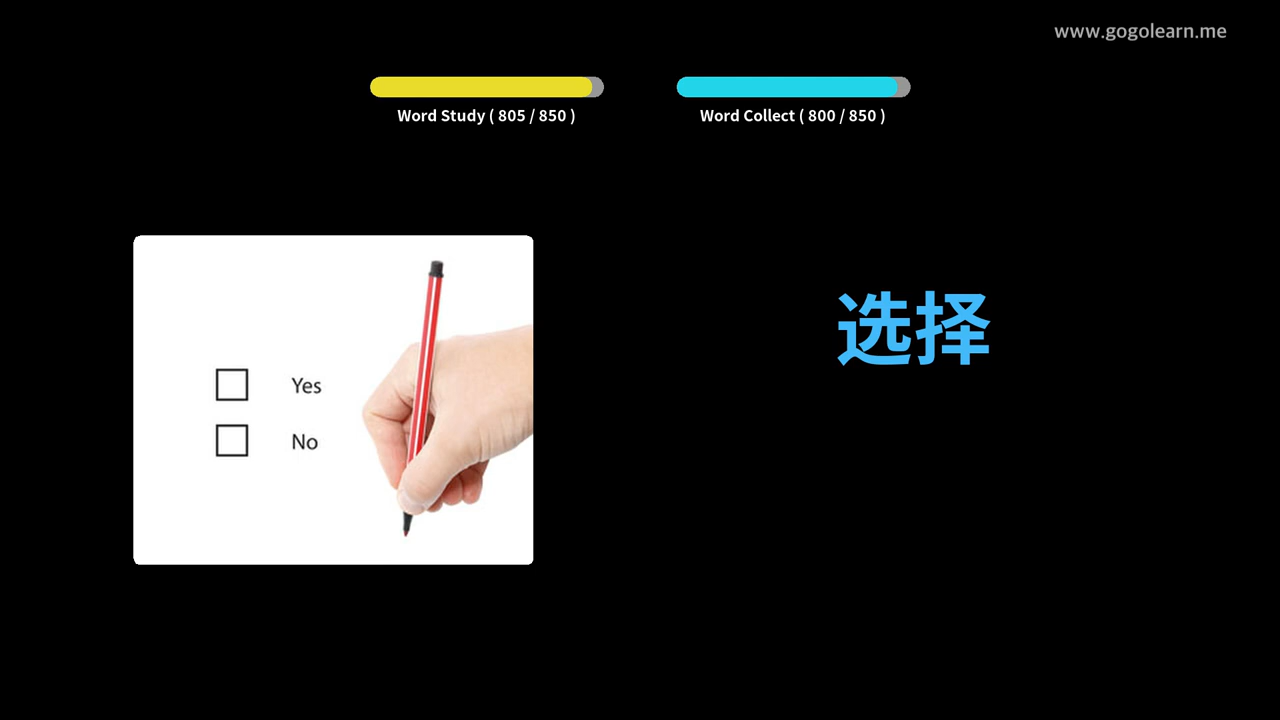 www.gogolearn.me
Word Study ( 805 / 850 )
Word Collect ( 800 / 850 )
选择
Yes
No